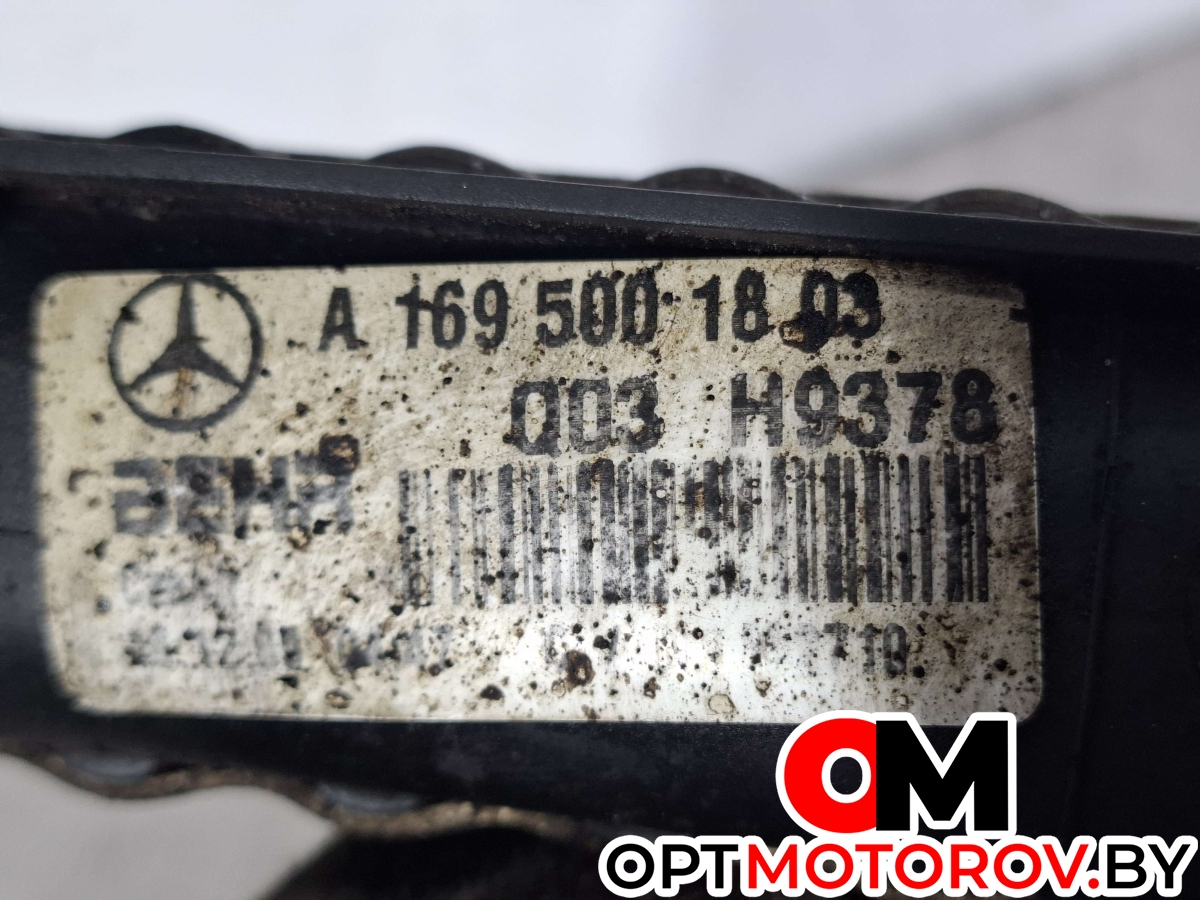 A 169 500 18 03
Q03 H9378
BEHR
OM
OPTMOTOROV.BY